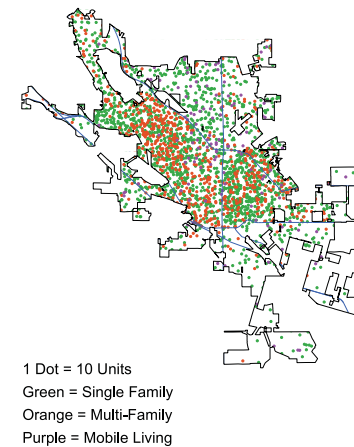 1 Dot = 10 Units
Green = Single Family
Orange = Multi-Family
Purple = Mobile Living